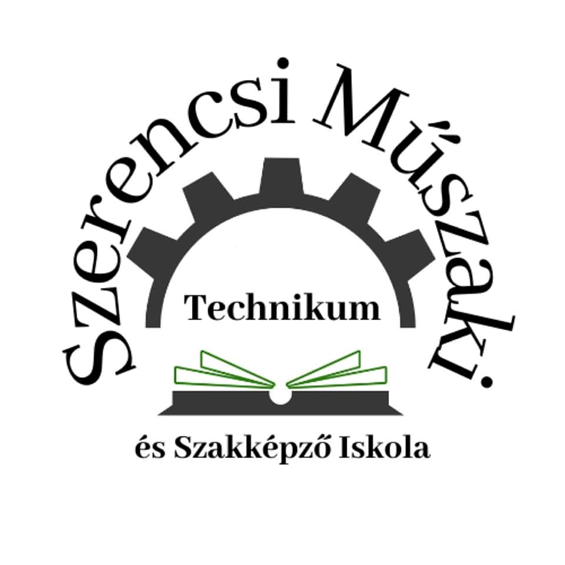 Szerencsi Műszaki
Technikum
és Szakképző Iskola